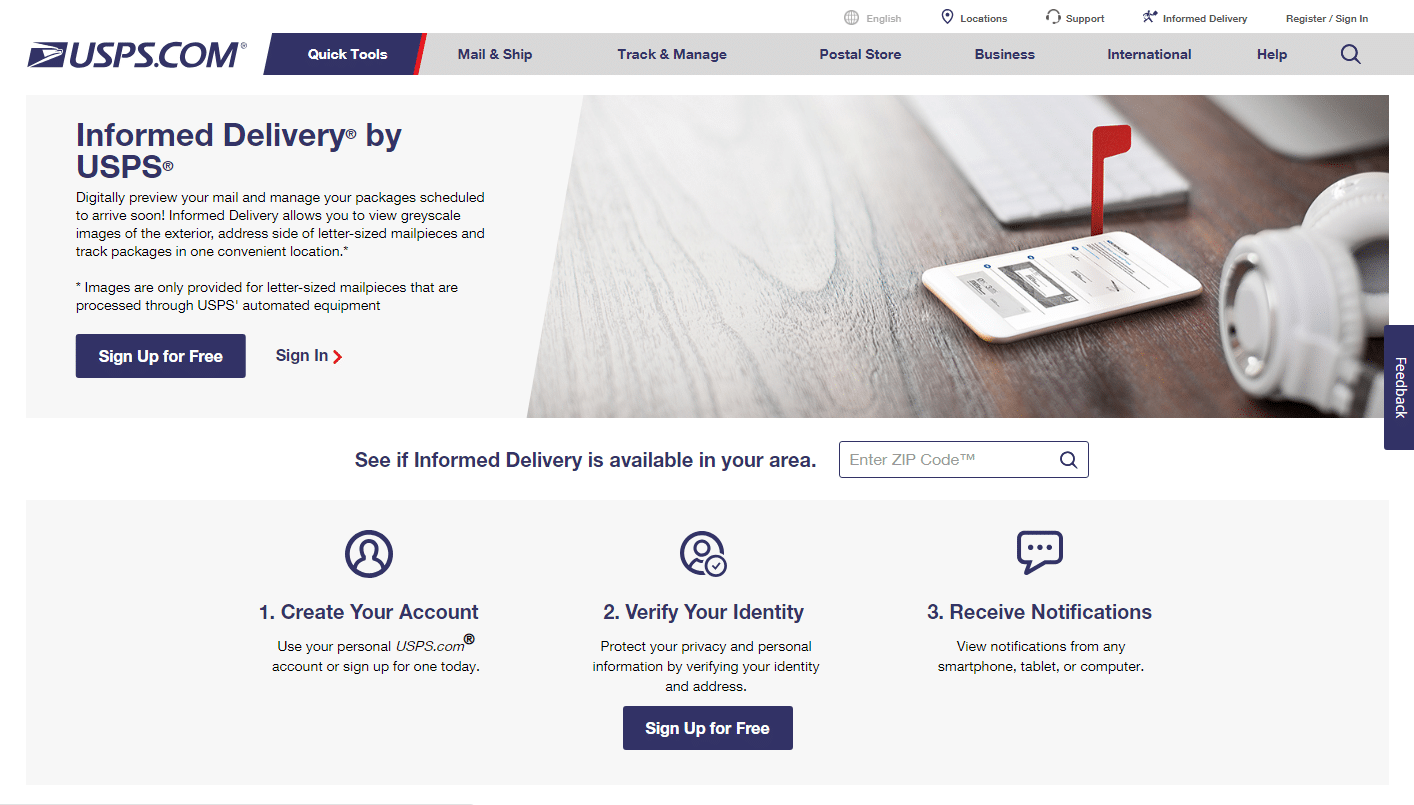 English
Locations
Support
Informed Delivery
Register / Sign In
USPS.COM®
Quick Tools
Mail & Ship
Track & Manage
Postal Store
Business
International
Help
Informed Delivery® by
USPS®
Digitally preview your mail and manage your packages scheduled
to arrive soon! Informed Delivery allows you to view greyscale
images of the exterior, address side of letter-sized mailpieces and
track packages in one convenient location.*
* Images are only provided for letter-sized mailpieces that are
processed through USPS' automated equipment
Sign Up for Free
Sign In
Feedback
See if Informed Delivery is available in your area.
Enter ZIP Code™
1. Create Your Account
Use your personal USPS.com®
account or sign up for one today.
2. Verify Your Identity
Protect your privacy and personal
information by verifying your identity
and address.
3. Receive Notifications
View notifications from any
smartphone, tablet, or computer.
Sign Up for Free